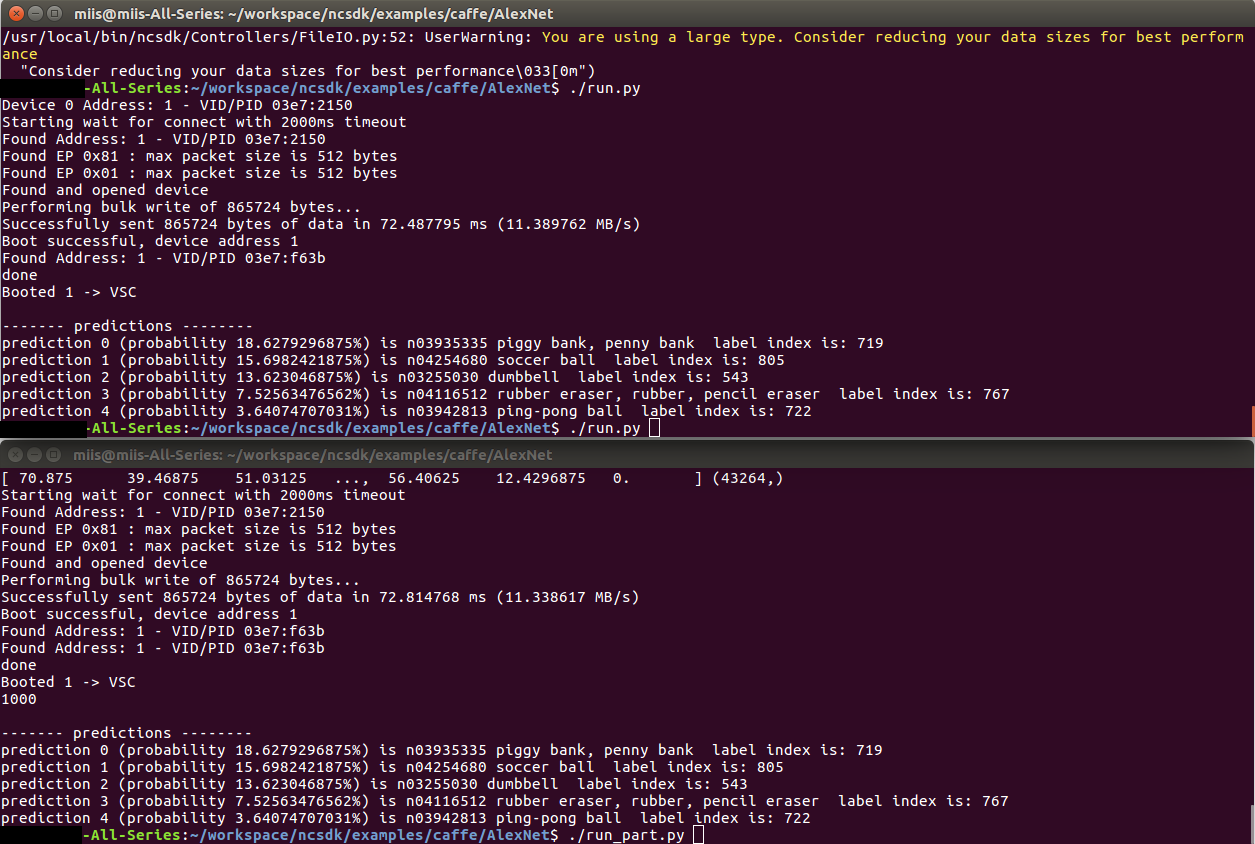 miis@miis-All-Series: ~/workspace/ncsdk/examples/caffe/AlexNet
/usr/local/bin/ncsdk/Controllers/FileIO.py:52: UserWarning: You are using a large type. Consider reducing your data sizes for best perform
ance
"Consider reducing your data sizes for best performance\033[0m")
-All-Series:~/workspace/ncsdk/examples/caffe/AlexNet$ ./run.py
Device 0 Address: 1 - VID/PID 03e7:2150
Starting wait for connect with 2000ms timeout
Found Address: 1 - VID/PID 03e7:2150
Found EP 0x81 : max packet size is 512 bytes
Found EP 0x01 : max packet size is 512 bytes
Found and opened device
Performing bulk write of 865724 bytes...
Successfully sent 865724 bytes of data in 72.487795 ms (11.389762 MB/s)
Boot successful, device address 1
Found Address: 1 - VID/PID 03e7:f63b
done
Booted 1 -> VSC
------- predictions --------
prediction 0 (probability 18.6279296875%) is n03935335 piggy bank, penny bank  label index is: 719
prediction 1 (probability 15.6982421875%) is n04254680 soccer ball  label index is: 805
prediction 2 (probability 13.623046875%) is n03255030 dumbbell  label index is: 543
prediction 3 (probability 7.52563476562%) is n04116512 rubber eraser, rubber, pencil eraser  label index is: 767
prediction 4 (probability 3.64074707031%) is n03942813 ping-pong ball  label index is: 722
-All-Series:~/workspace/ncsdk/examples/caffe/AlexNet$ ./run.py
miis@miis-All-Series: ~/workspace/ncsdk/examples/caffe/AlexNet
[ 70.875      39.46875    51.03125   ...,  56.40625    12.4296875   0.        ] (43264,)
Starting wait for connect with 2000ms timeout
Found Address: 1 - VID/PID 03e7:2150
Found EP 0x81 : max packet size is 512 bytes
Found EP 0x01 : max packet size is 512 bytes
Found and opened device
Performing bulk write of 865724 bytes...
Successfully sent 865724 bytes of data in 72.814768 ms (11.338617 MB/s)
Boot successful, device address 1
Found Address: 1 - VID/PID 03e7:f63b
Found Address: 1 - VID/PID 03e7:f63b
done
Booted 1 -> VSC
1000
------- predictions --------
prediction 0 (probability 18.6279296875%) is n03935335 piggy bank, penny bank  label index is: 719
prediction 1 (probability 15.6982421875%) is n04254680 soccer ball  label index is: 805
prediction 2 (probability 13.623046875%) is n03255030 dumbbell  label index is: 543
prediction 3 (probability 7.52563476562%) is n04116512 rubber eraser, rubber, pencil eraser  label index is: 767
prediction 4 (probability 3.64074707031%) is n03942813 ping-pong ball  label index is: 722
-All-Series:~/workspace/ncsdk/examples/caffe/AlexNet$ ./run_part.py